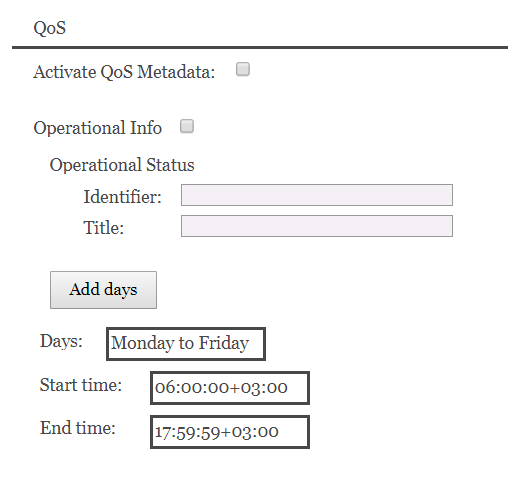 QoS
Activate QoS Metadata:
Operational Info
Operational Status
Identifier:
Title:
Add days
Days: Monday to Friday
Start time: 06:00:00+03:00
End time: 17:59:59+03:00